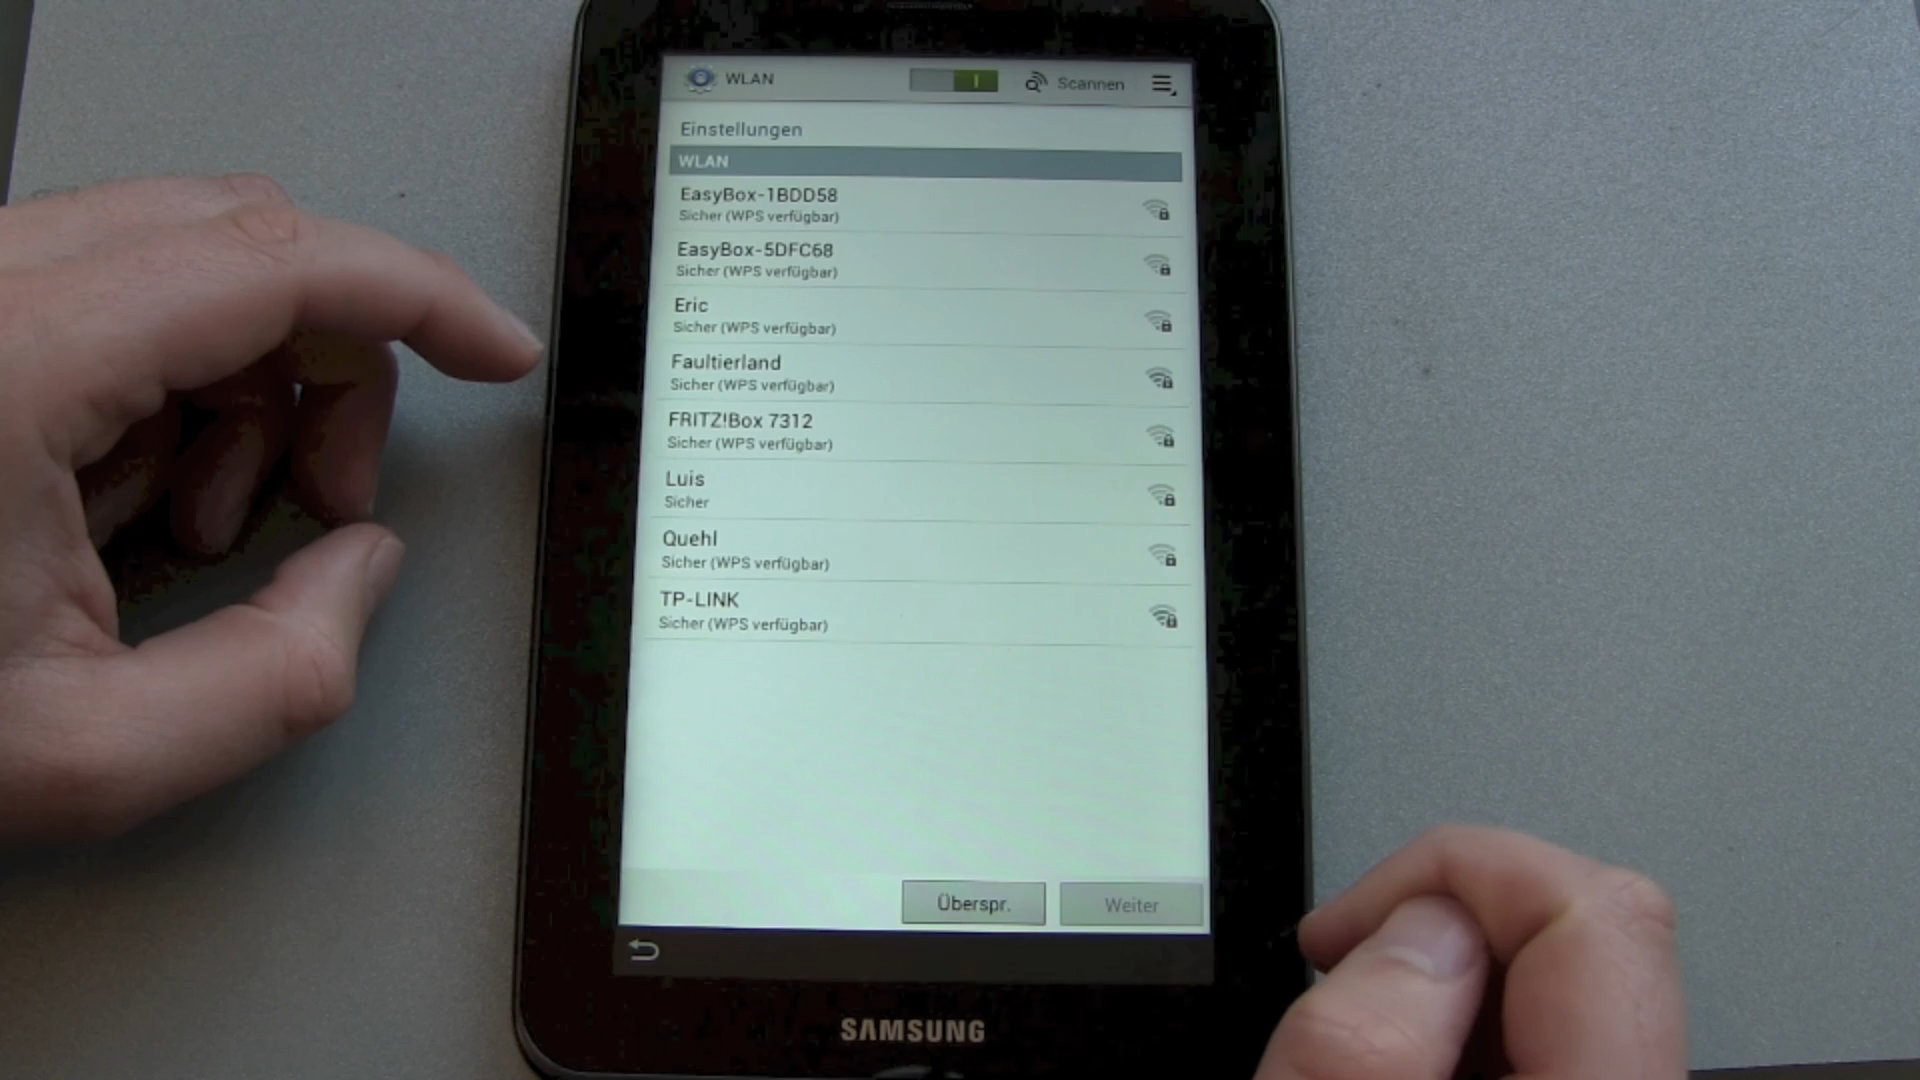 WLAN
Scannen
Einstellungen
WLAN
EasyBox-1BDD58
Sicher (WPS verfügbar)
EasyBox-5DFC68
Sicher (WPS verfügbar)
Eric
Sicher (WPS verfügbar)
Faultierland
Sicher (WPS verfügbar)
FRITZ!Box 7312
Sicher (WPS verfügbar)
Luis
Sicher
Quehl
Sicher (WPS verfügbar)
TP-LINK
Sicher (WPS verfügbar)
Überspr. Weiter
SAMSUNG